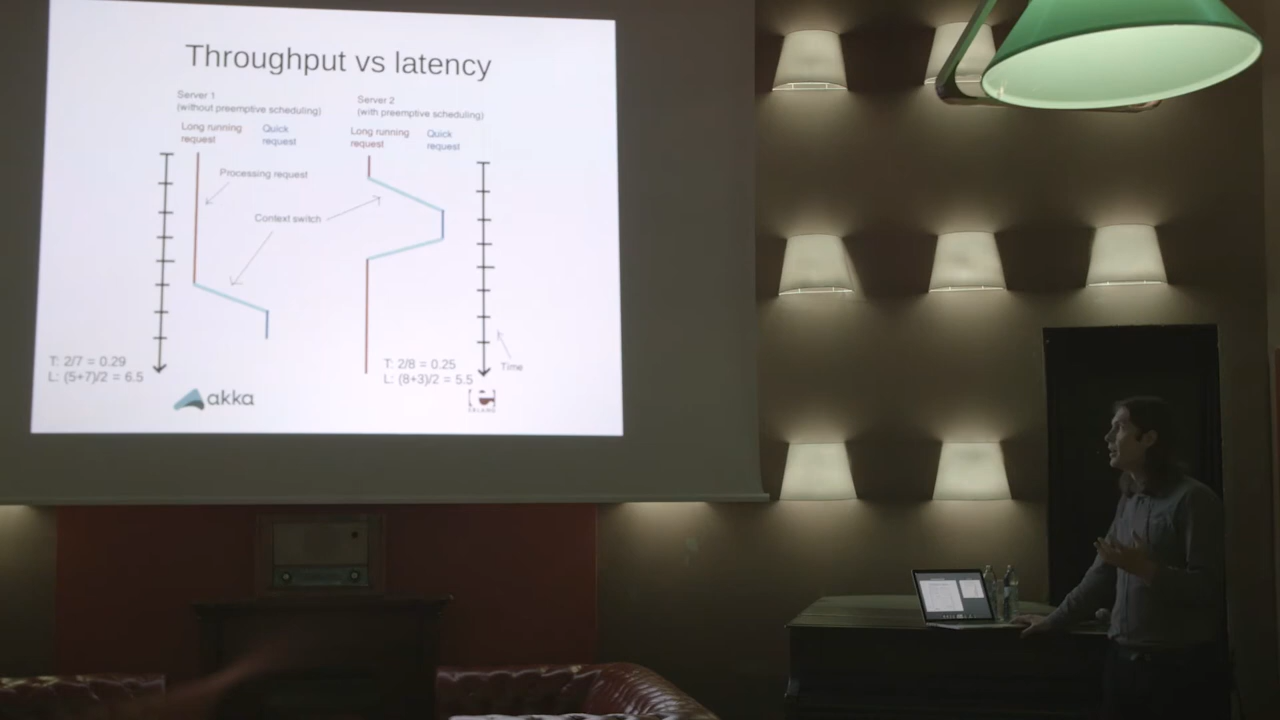 Throughput vs latency
Server 1
(without preemptive scheduling)
Long running
request
Quick
request
Server 2
(with preemptive scheduling)
Long running
request
Quick
request
Processing request
Context switch
Time
T: 2/7 = 0.29
L: (5+7)/2 = 6.5
akka
T: 2/8 = 0.25
L: (8+3)/2 = 5.5
ERLANG